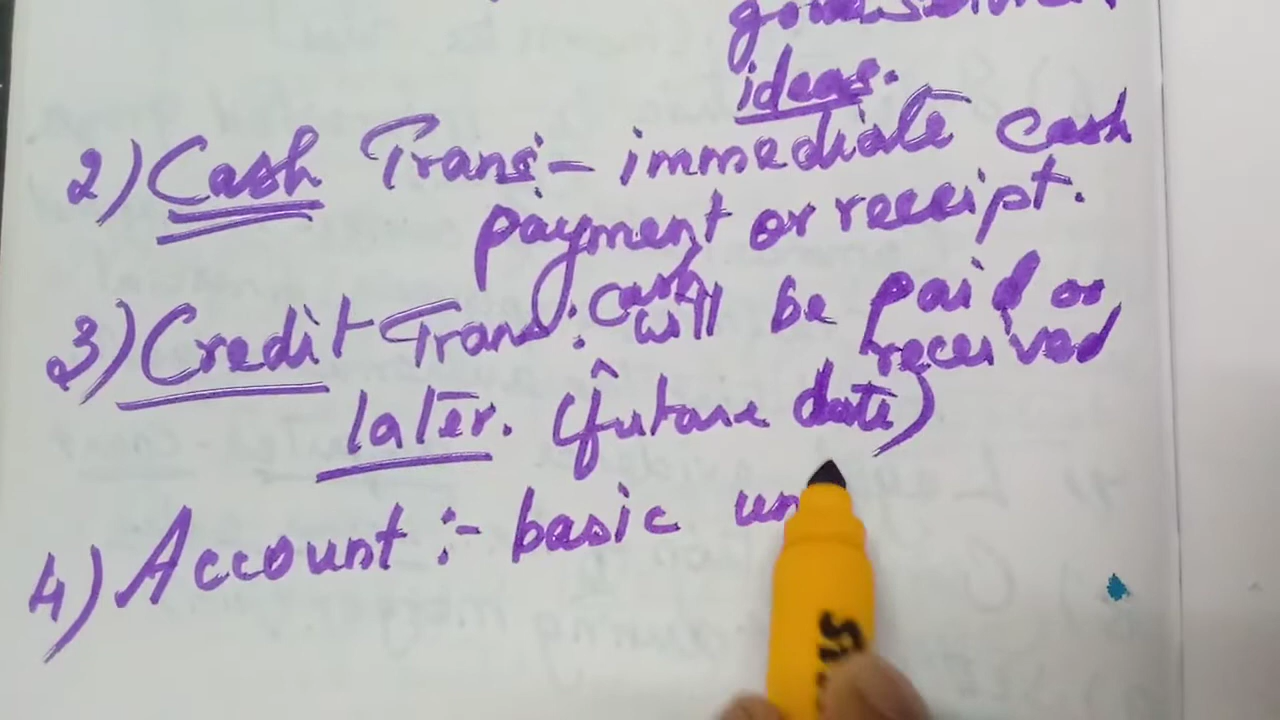 ideas.
2) Cash Trans - immediate cash
payment or receipt.
3) Credit Trans : Cash will be paid or
received
later. (future date)
4) Account :- basic un